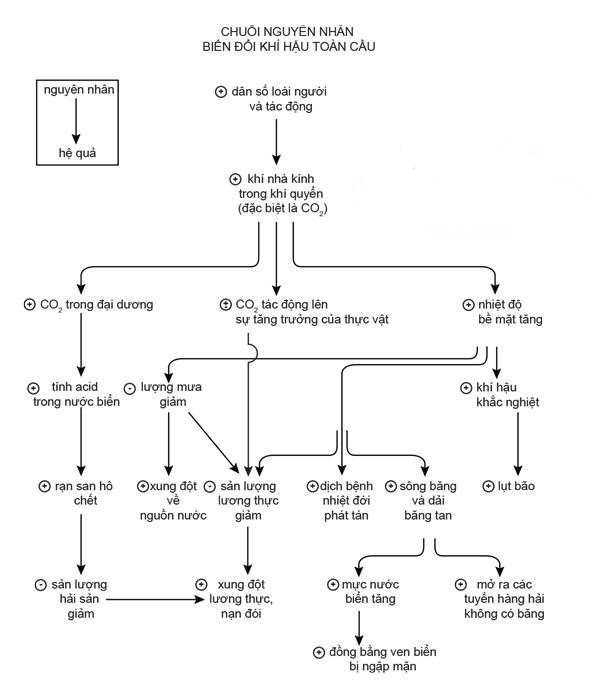 CHUỖI NGUYÊN NHÂN
BIẾN ĐỔI KHÍ HẬU TOÀN CẦU
nguyên nhân
hệ quả
+ dân số loài người
và tác động
+ khí nhà kính
trong khí quyển
(đặc biệt là CO₂)
+ CO₂ trong đại dương
CO₂ tác động lên
sự tăng trưởng của thực vật
+ nhiệt độ
bề mặt tăng
+ tính acid
trong nước biển
- lượng mưa
giảm
+ khí hậu
khắc nghiệt
+ rạn san hô
chết
+ xung đột
về
nguồn nước
- sản lượng
lương thực
giảm
+ dịch bệnh
nhiệt đới
phát tán
+ sông băng
và dải
băng tan
+ lụt bão
- sản lượng
hải sản
giảm
+ xung đột
lương thực,
nạn đói
+ mực nước
biển tăng
+ mở ra các
tuyến hàng hải
không có băng
+ đồng bằng ven biển
bị ngập mặn